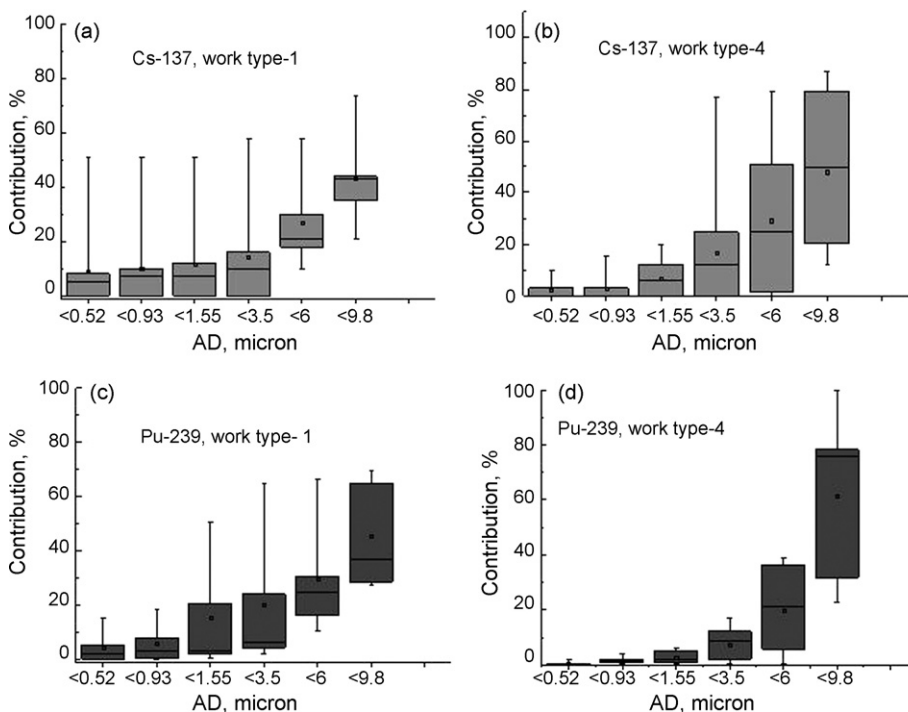 (a)
Cs-137, work type-1
Contribution, %
100
80
60
40
20
0
<0.52 <0.93 <1.55 <3.5 <6 <9.8
AD, micron
(b)
Cs-137, work type-4
Contribution, %
100
80
60
40
20
0
<0.52 <0.93 <1.55 <3.5 <6 <9.8
AD, micron
(c)
Pu-239, work type- 1
Contribution, %
100
80
60
40
20
0
<0.52 <0.93 <1.55 <3.5 <6 <9.8
AD, micron
(d)
Pu-239, work type-4
Contribution, %
100
80
60
40
20
0
<0.52 <0.93 <1.55 <3.5 <6 <9.8
AD, micron